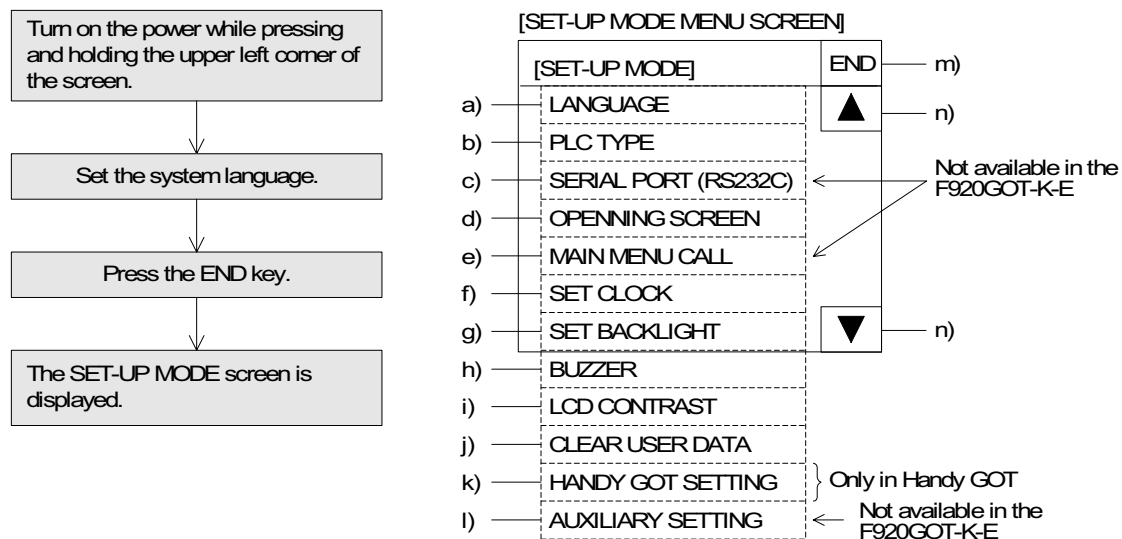 Turn on the power while pressing
and holding the upper left corner of
the screen.
Set the system language.
Press the END key.
The SET-UP MODE screen is
displayed.
[SET-UP MODE MENU SCREEN]
[SET-UP MODE]
END
m)
a) LANGUAGE
▲
n)
b) PLC TYPE
c) SERIAL PORT (RS232C)
Not available in the
F920GOT-K-E
d) OPENNING SCREEN
e) MAIN MENU CALL
f) SET CLOCK
g) SET BACKLIGHT
▼
n)
h) BUZZER
i) LCD CONTRAST
j) CLEAR USER DATA
k) HANDY GOT SETTING
Only in Handy GOT
l) AUXILIARY SETTING
Not available in the
F920GOT-K-E